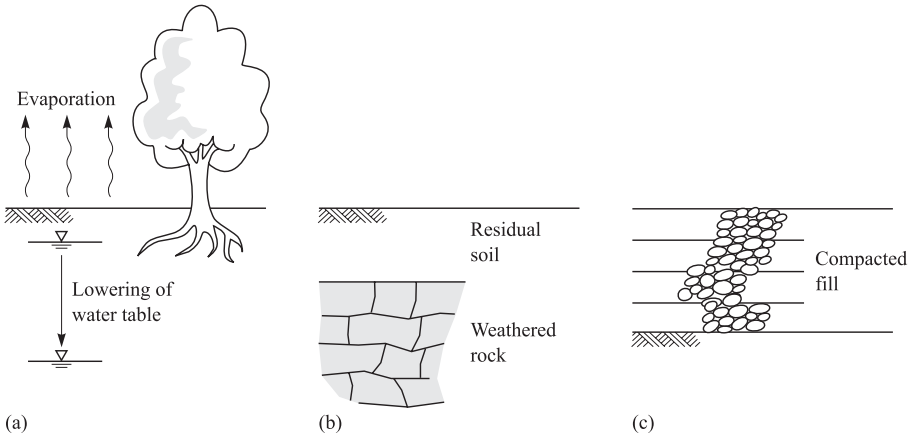 Evaporation
Lowering of
water table
(a)
Residual
soil
Weathered
rock
(b)
Compacted
fill
(c)